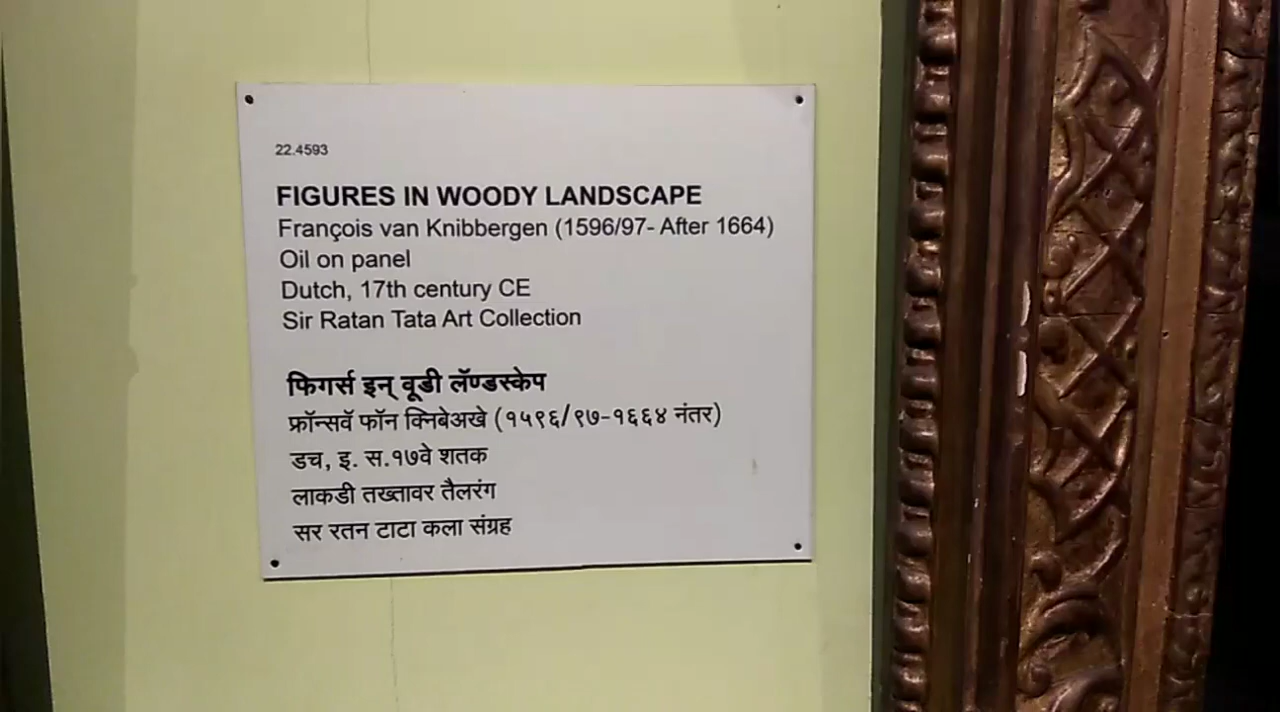 22.4593
FIGURES IN WOODY LANDSCAPE
François van Knibbergen (1596/97- After 1664)
Oil on panel
Dutch, 17th century CE
Sir Ratan Tata Art Collection
फिगर्स इन् वूडी लॅण्डस्केप
फ्रॉन्सवॅ फॉन क्निबेअखे (१५९६/९७-१६६४ नंतर)
डच, इ. स.१७वे शतक
लाकडी तख्तावर तैलरंग
सर रतन टाटा कला संग्रह